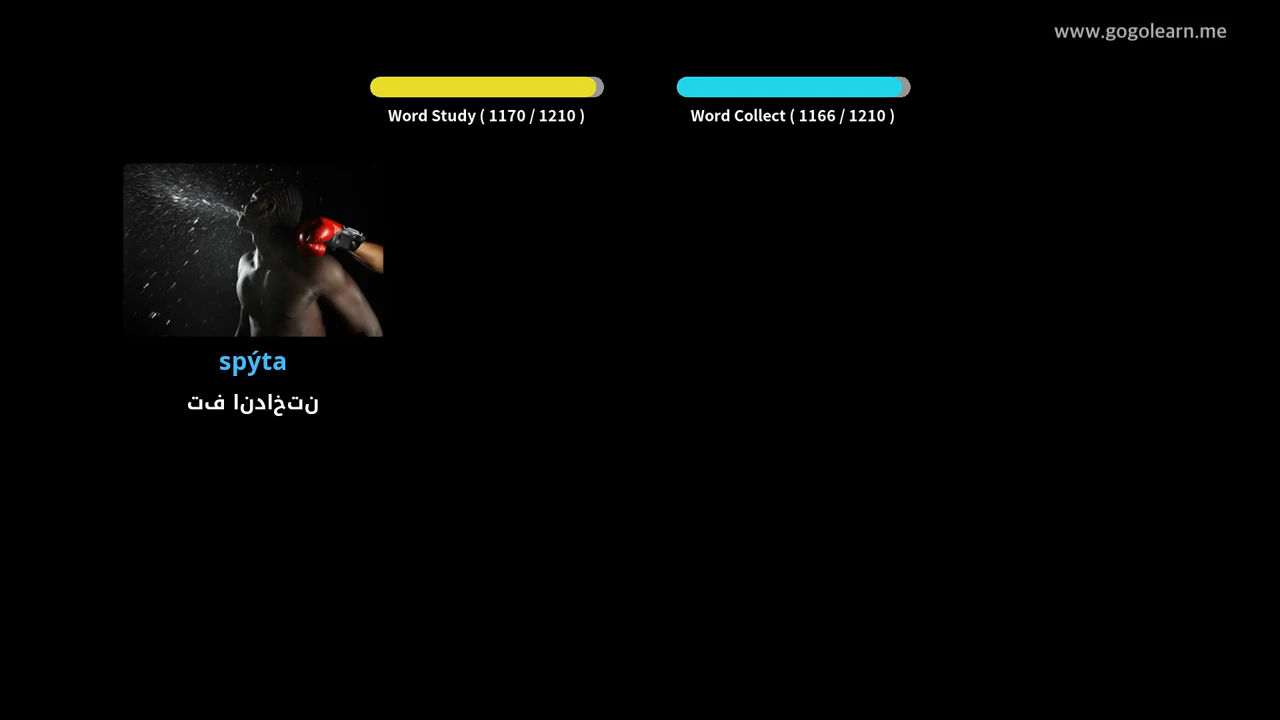 www.gogolearn.me
Word Study ( 1170 / 1210 )
Word Collect ( 1166 / 1210 )
spýta
تف انداختن